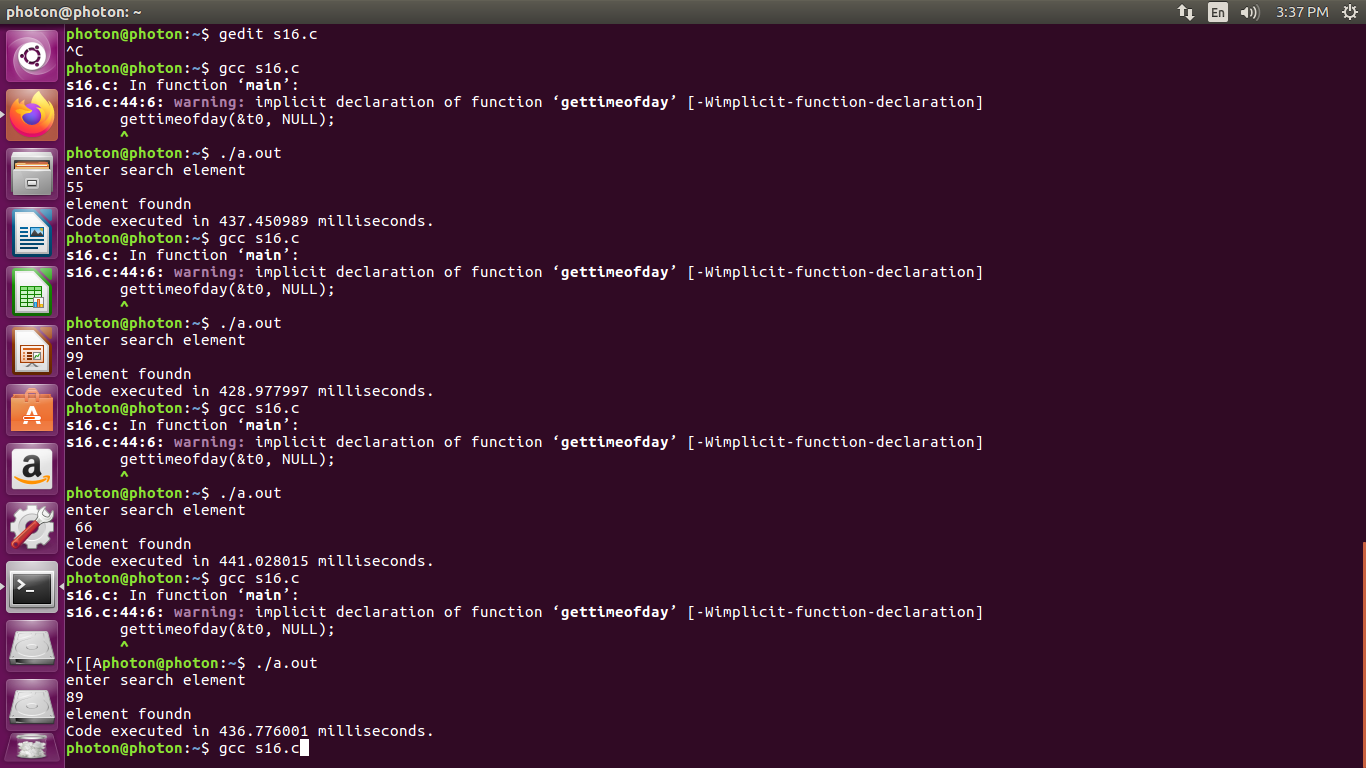 photon@photon: ~
En
3:37 PM
photon@photon:~$ gedit s16.c
^C
photon@photon:~$ gcc s16.c
s16.c: In function ‘main’:
s16.c:44:6: warning: implicit declaration of function ‘gettimeofday’ [-Wimplicit-function-declaration]
      gettimeofday(&t0, NULL);
      ^
photon@photon:~$ ./a.out
enter search element
55
element foundn
Code executed in 437.450989 milliseconds.
photon@photon:~$ gcc s16.c
s16.c: In function ‘main’:
s16.c:44:6: warning: implicit declaration of function ‘gettimeofday’ [-Wimplicit-function-declaration]
      gettimeofday(&t0, NULL);
      ^
photon@photon:~$ ./a.out
enter search element
99
element foundn
Code executed in 428.977997 milliseconds.
photon@photon:~$ gcc s16.c
s16.c: In function ‘main’:
s16.c:44:6: warning: implicit declaration of function ‘gettimeofday’ [-Wimplicit-function-declaration]
      gettimeofday(&t0, NULL);
      ^
photon@photon:~$ ./a.out
enter search element
 66
element foundn
Code executed in 441.028015 milliseconds.
photon@photon:~$ gcc s16.c
s16.c: In function ‘main’:
s16.c:44:6: warning: implicit declaration of function ‘gettimeofday’ [-Wimplicit-function-declaration]
      gettimeofday(&t0, NULL);
      ^
^[[Aphoton@photon:~$ ./a.out
enter search element
89
element foundn
Code executed in 436.776001 milliseconds.
photon@photon:~$ gcc s16.c